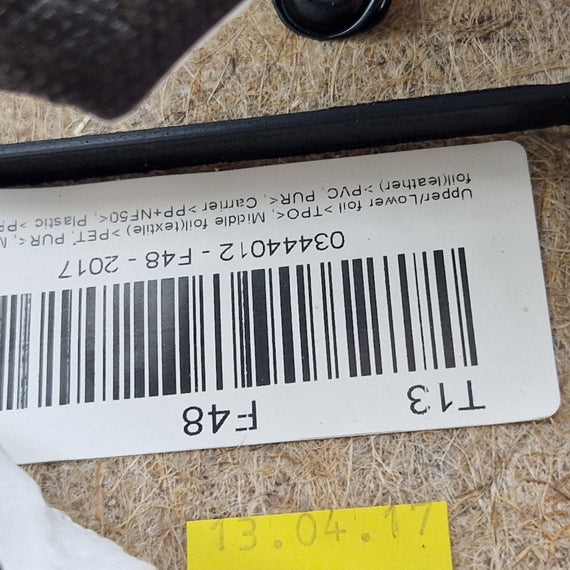 T13 F48
03444012 - F48 - 2017
Upper/Lower foil >TPO<, Middle foil(textile) >PET, PUR<,
foil(leather) >PVC, PUR<, Carrier >PP+NF50<, Plastic
13.04.17